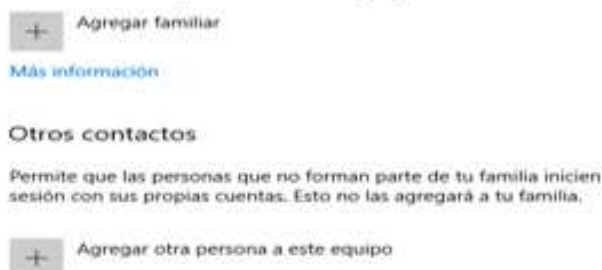 Agregar familiar
Más información
Otros contactos
Permite que las personas que no forman parte de tu familia inicien
sesión con sus propias cuentas. Esto no las agregará a tu familia.
Agregar otra persona a este equipo